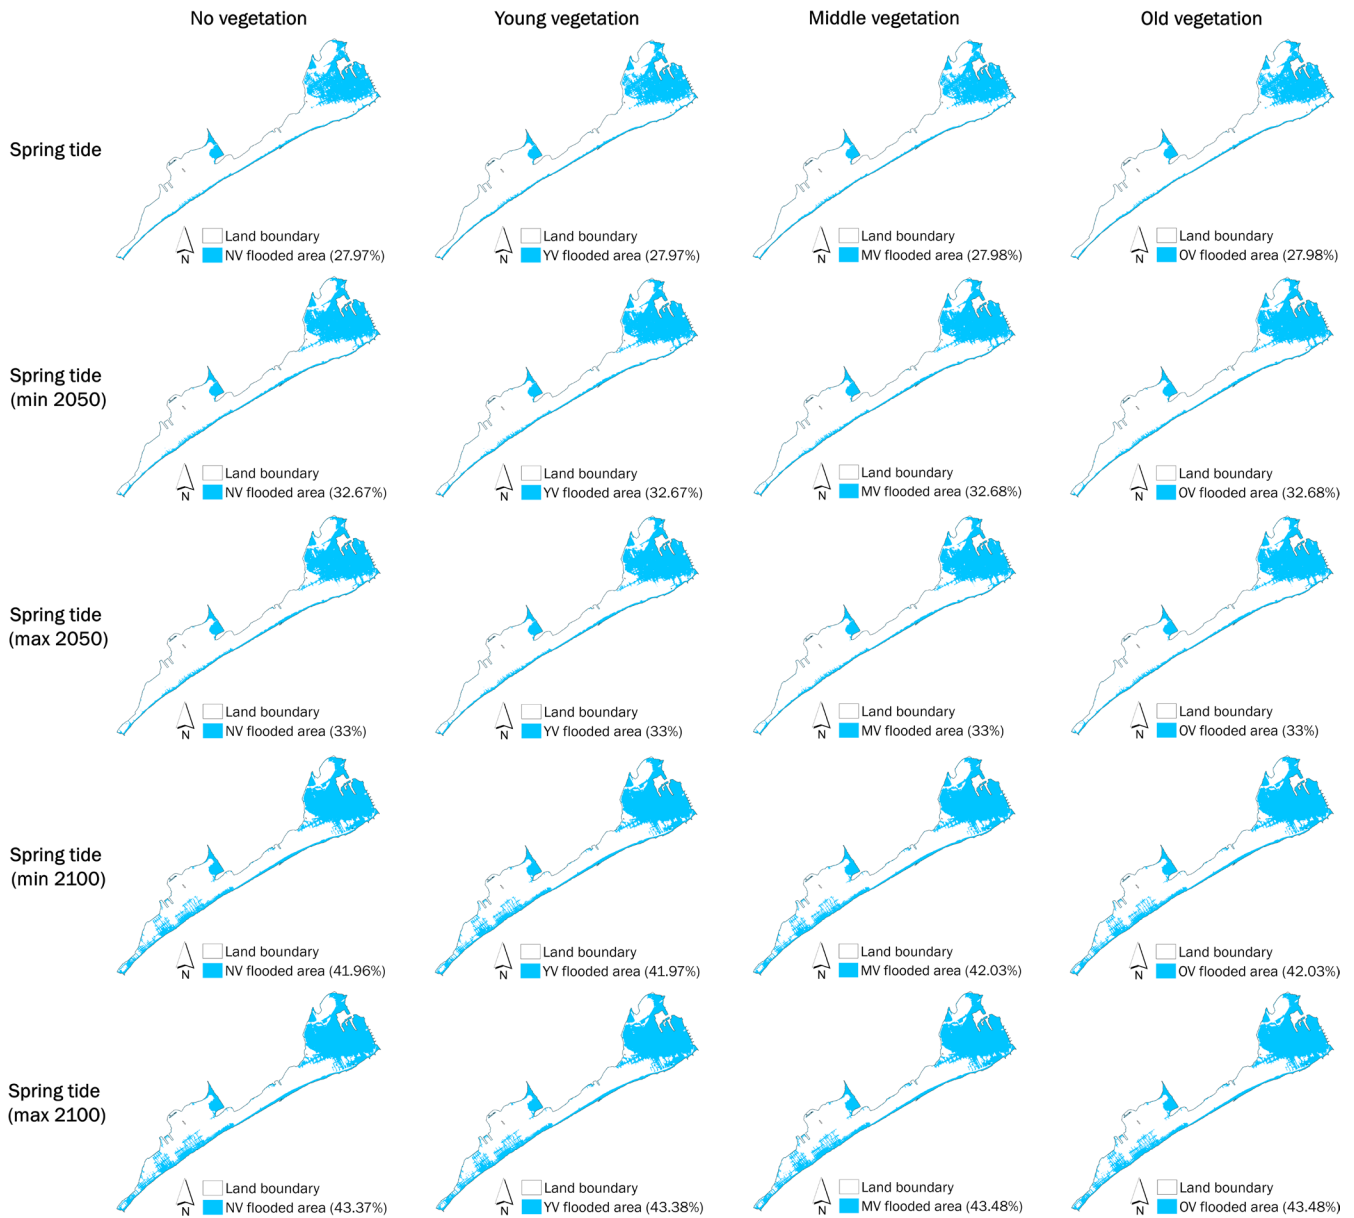 No vegetation
Young vegetation
Middle vegetation
Old vegetation
Spring tide
N
Land boundary
NV flooded area (27.97%)
N
Land boundary
YV flooded area (27.97%)
N
Land boundary
MV flooded area (27.98%)
N
Land boundary
OV flooded area (27.98%)
Spring tide
(min 2050)
N
Land boundary
NV flooded area (32.67%)
N
Land boundary
YV flooded area (32.67%)
N
Land boundary
MV flooded area (32.68%)
N
Land boundary
OV flooded area (32.68%)
Spring tide
(max 2050)
N
Land boundary
NV flooded area (33%)
N
Land boundary
YV flooded area (33%)
N
Land boundary
MV flooded area (33%)
N
Land boundary
OV flooded area (33%)
Spring tide
(min 2100)
N
Land boundary
NV flooded area (41.96%)
N
Land boundary
YV flooded area (41.97%)
N
Land boundary
MV flooded area (42.03%)
N
Land boundary
OV flooded area (42.03%)
Spring tide
(max 2100)
N
Land boundary
NV flooded area (43.37%)
N
Land boundary
YV flooded area (43.38%)
N
Land boundary
MV flooded area (43.48%)
N
Land boundary
OV flooded area (43.48%)